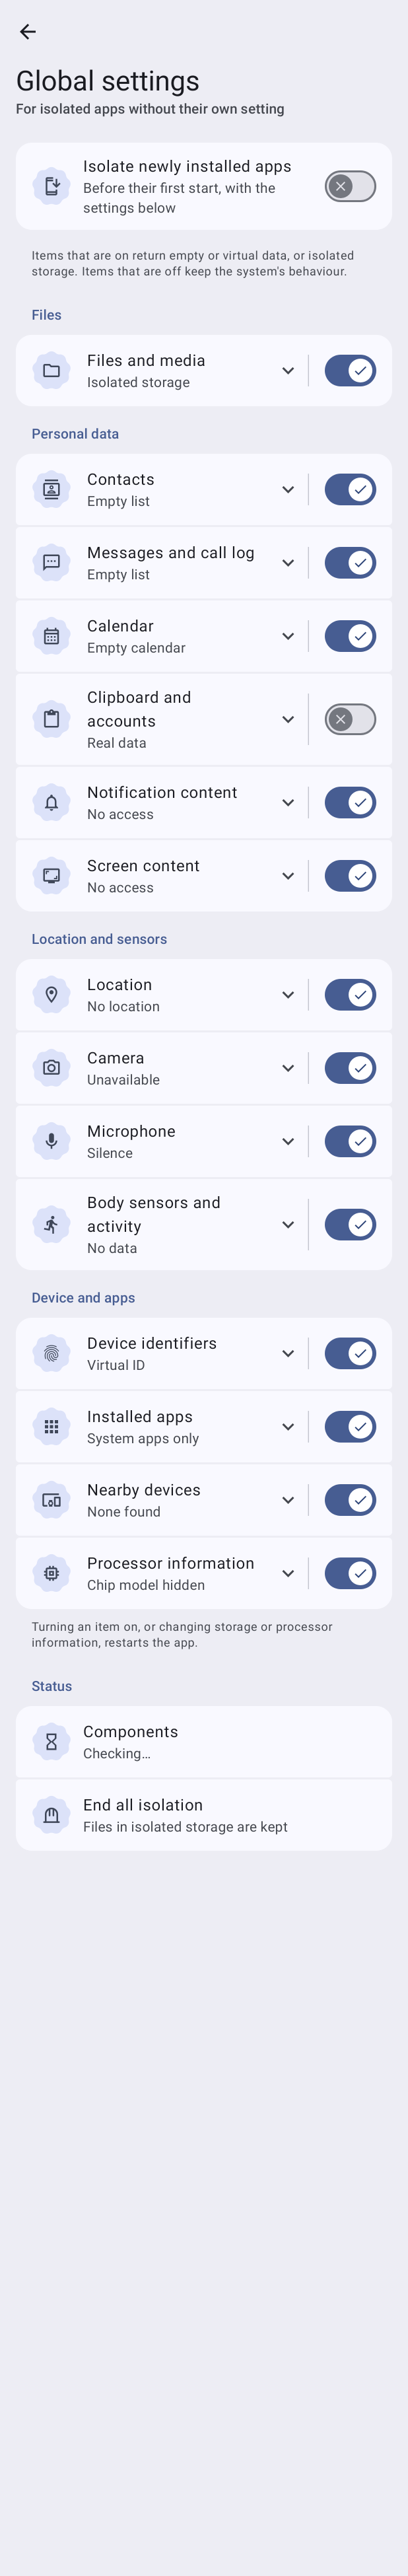 Global settings
For isolated apps without their own setting
Isolate newly installed apps
Before their first start, with the
settings below
Items that are on return empty or virtual data, or isolated
storage. Items that are off keep the system's behaviour.
Files
Files and media
Isolated storage
Personal data
Contacts
Empty list
Messages and call log
Empty list
Calendar
Empty calendar
Clipboard and
accounts
Real data
Notification content
No access
Screen content
No access
Location and sensors
Location
No location
Camera
Unavailable
Microphone
Silence
Body sensors and
activity
No data
Device and apps
Device identifiers
Virtual ID
Installed apps
System apps only
Nearby devices
None found
Processor information
Chip model hidden
Turning an item on, or changing storage or processor
information, restarts the app.
Status
Components
Checking…
End all isolation
Files in isolated storage are kept